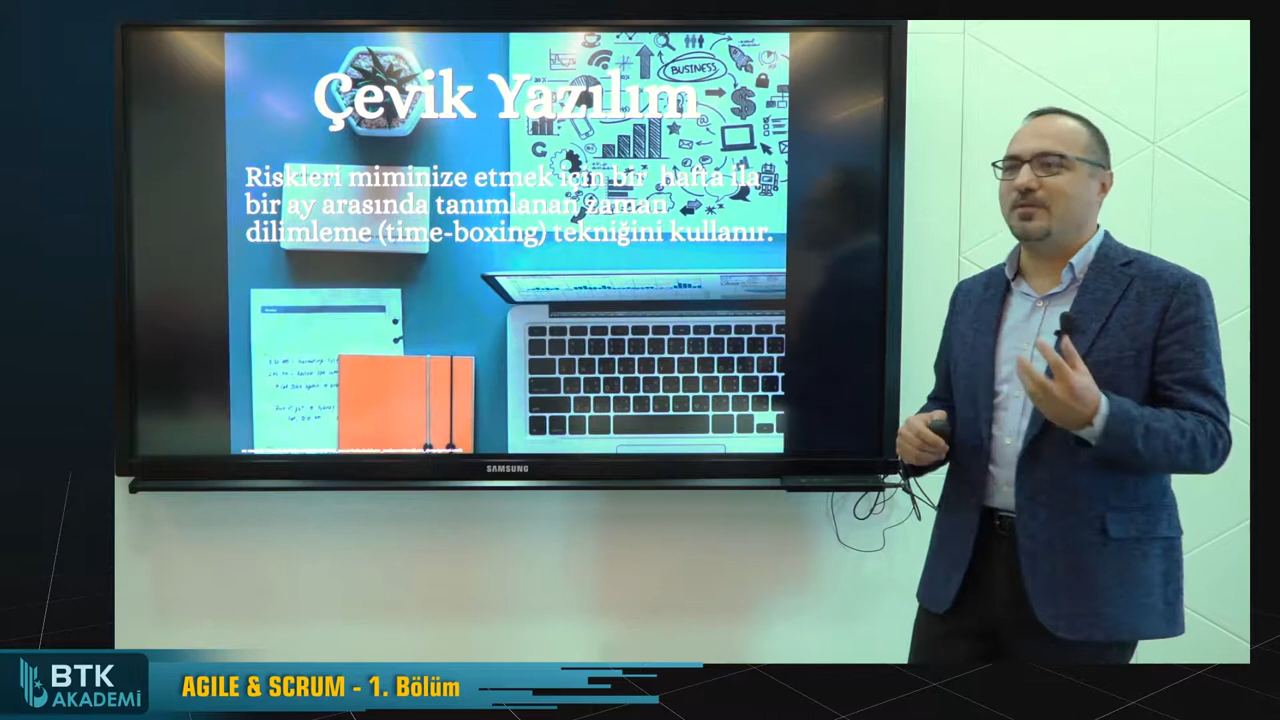 Çevik Yazılım
BUSINESS
Riskleri miminize etmek için bir hafta ila
bir ay arasında tanımlanan zaman
dilimleme (time-boxing) tekniğini kullanır.
SAMSUNG
BTK
AKADEMİ
AGILE & SCRUM - 1. Bölüm